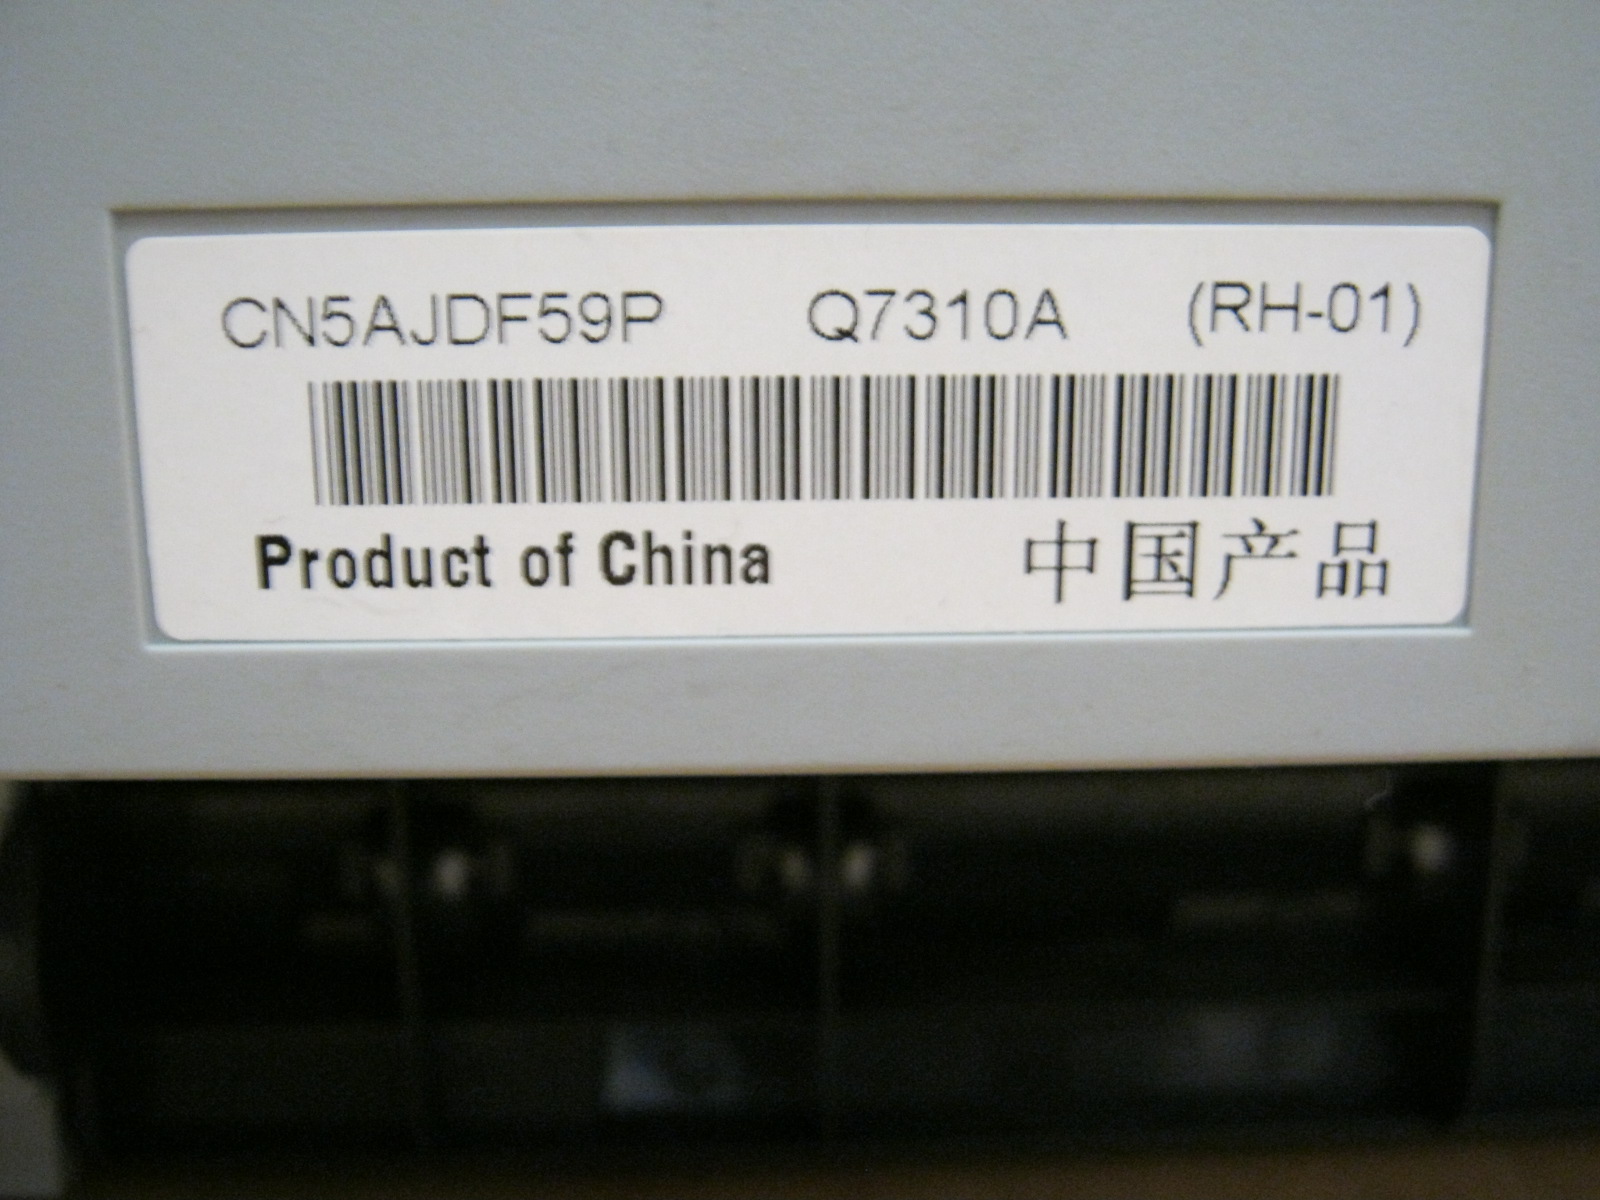 CN5AJDF59P Q7310A (RH-01)
Product of China 中国产品